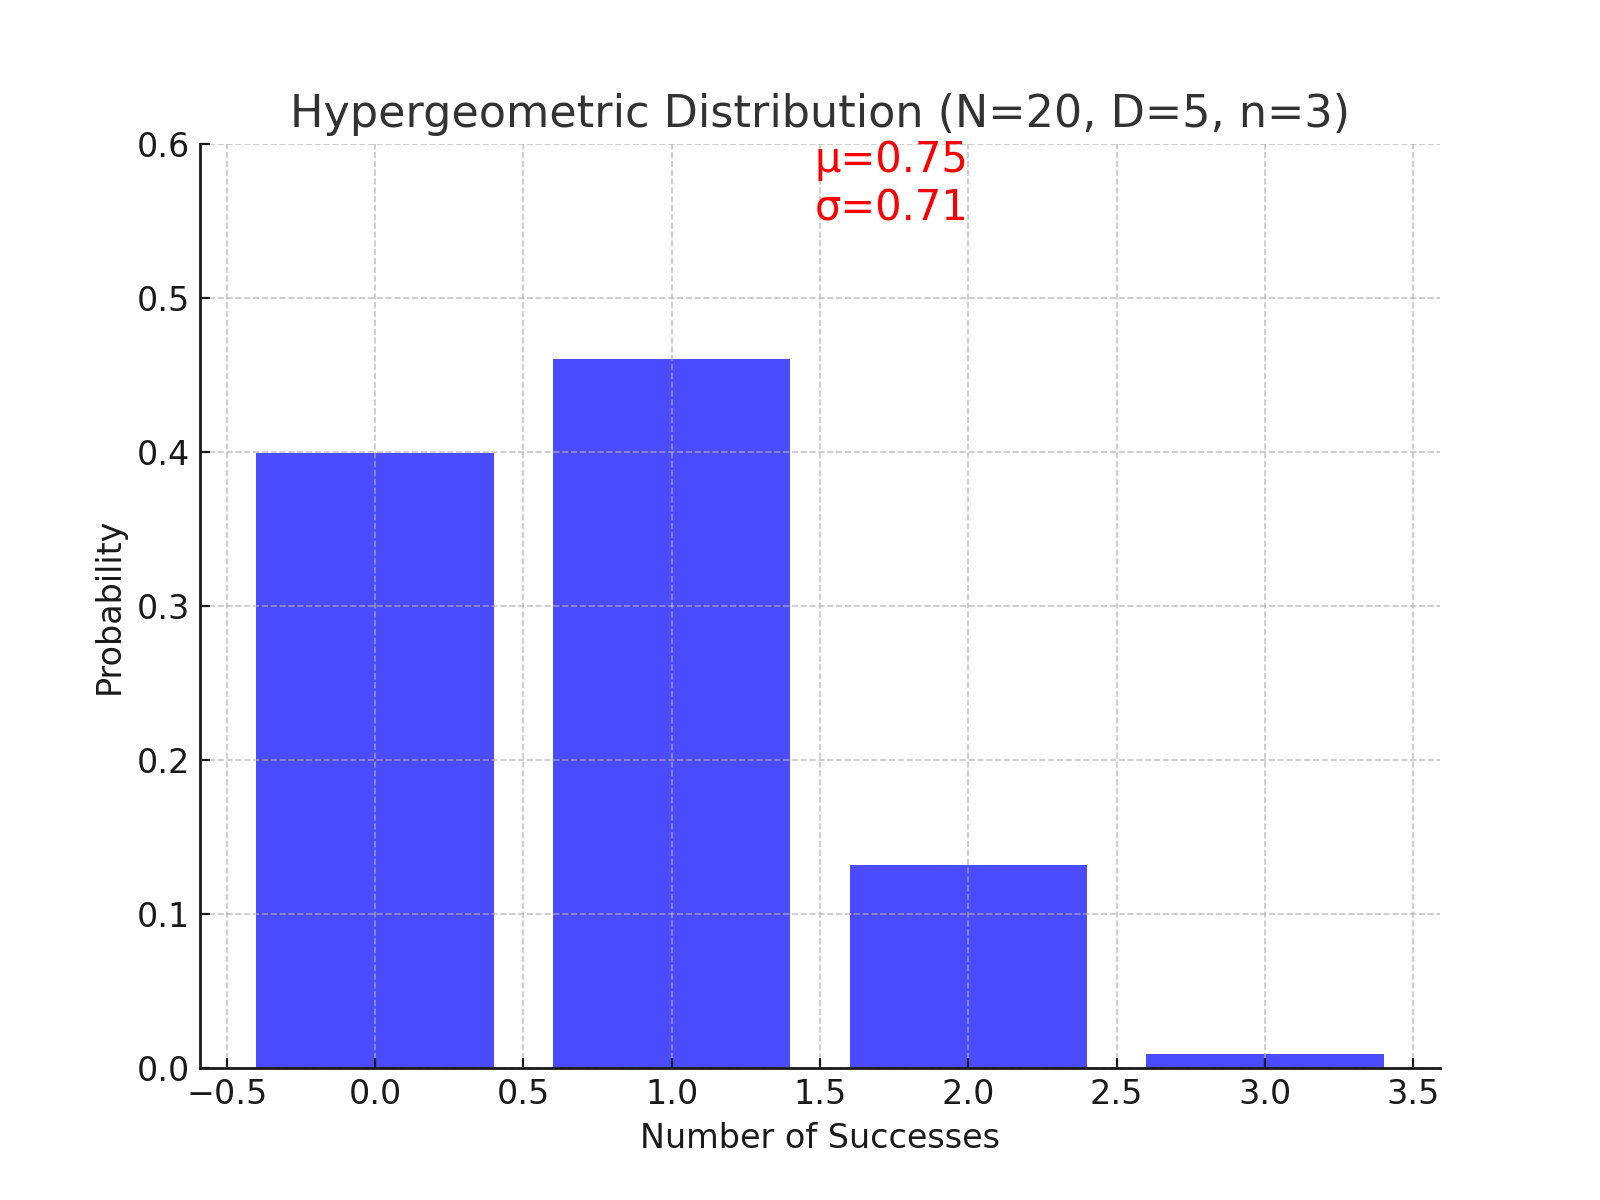 Hypergeometric Distribution (N=20, D=5, n=3)
μ=0.75
σ=0.71
0.6
0.5
0.4
0.3
0.2
0.1
0.0
Probability
−0.5 0.0 0.5 1.0 1.5 2.0 2.5 3.0 3.5
Number of Successes